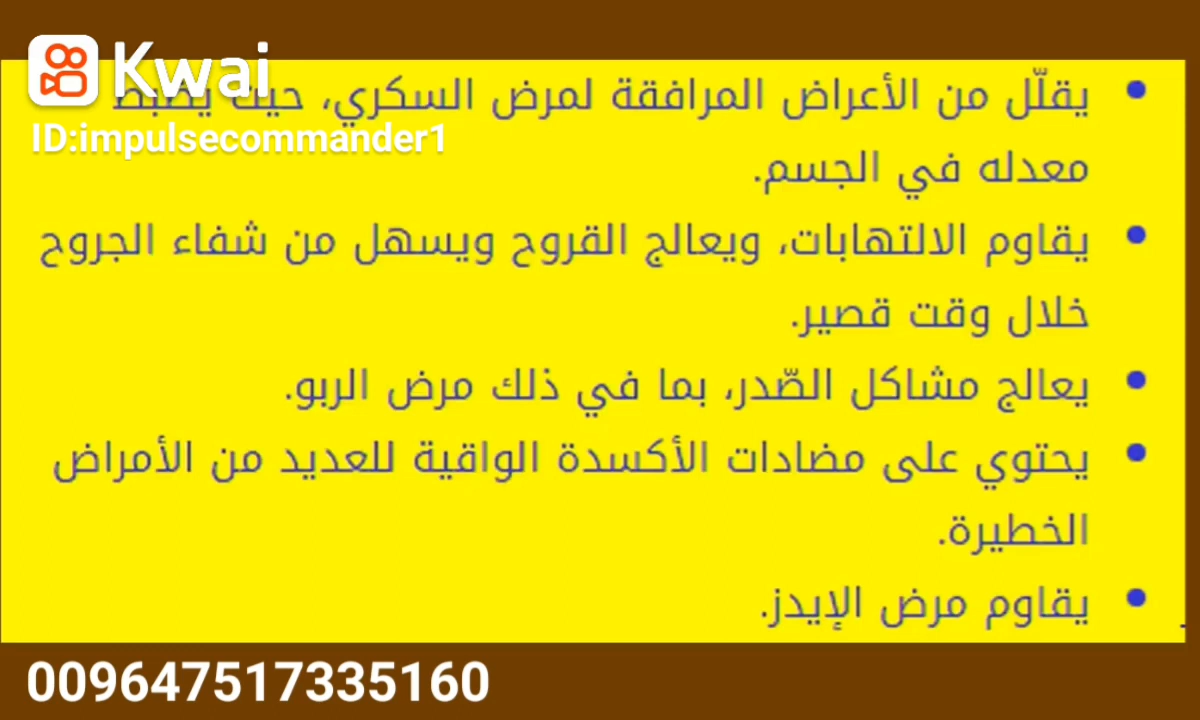 Kwai
ID:impulsecommander1
يقلّل من الأعراض المرافقة لمرض السكري، حيث يضبط
معدله في الجسم.
يقاوم الالتهابات، ويعالج القروح ويسهل من شفاء الجروح
خلال وقت قصير.
يعالج مشاكل الصّدر، بما في ذلك مرض الربو.
يحتوي على مضادات الأكسدة الواقية للعديد من الأمراض
الخطيرة.
يقاوم مرض الإيدز.
009647517335160